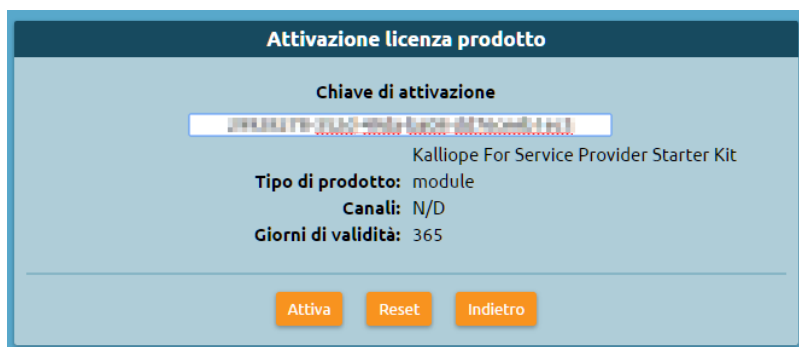 Attivazione licenza prodotto
Chiave di attivazione
Kalliope For Service Provider Starter Kit
Tipo di prodotto: module
Canali: N/D
Giorni di validità: 365
Attiva Reset Indietro